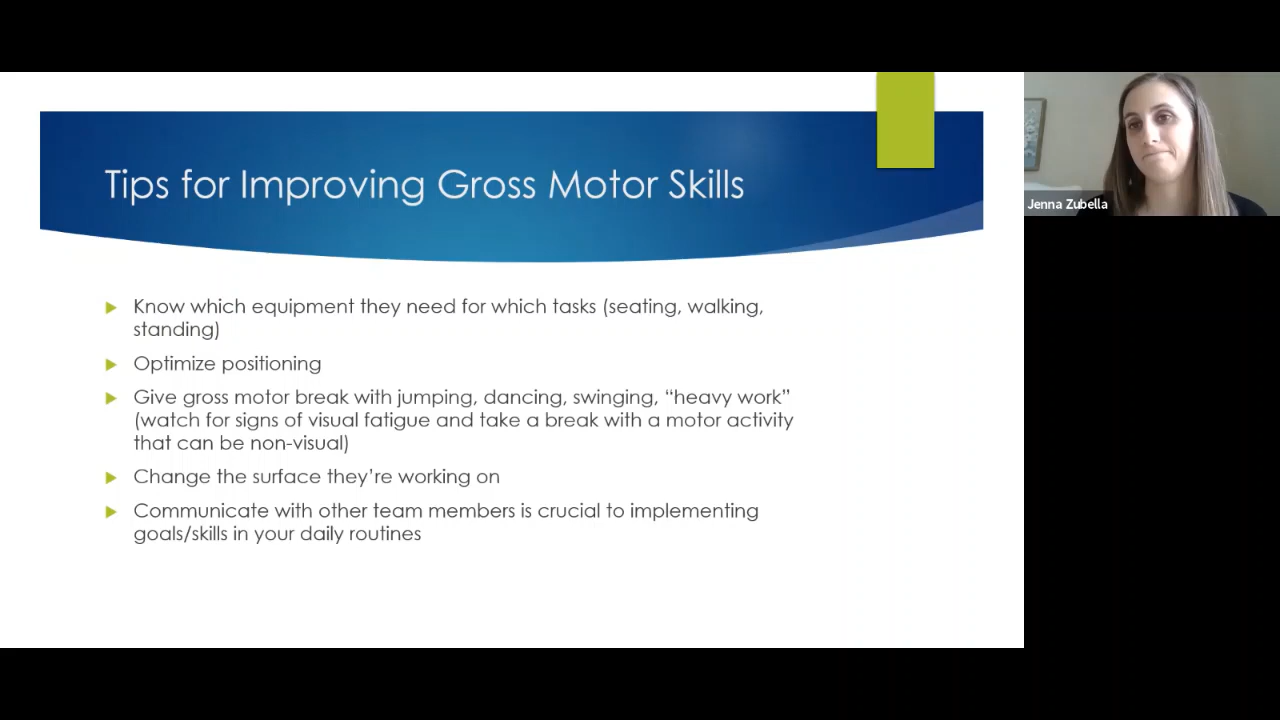 Tips for Improving Gross Motor Skills
Jenna Zubella
Know which equipment they need for which tasks (seating, walking,
standing)
Optimize positioning
Give gross motor break with jumping, dancing, swinging, “heavy work”
(watch for signs of visual fatigue and take a break with a motor activity
that can be non-visual)
Change the surface they’re working on
Communicate with other team members is crucial to implementing
goals/skills in your daily routines